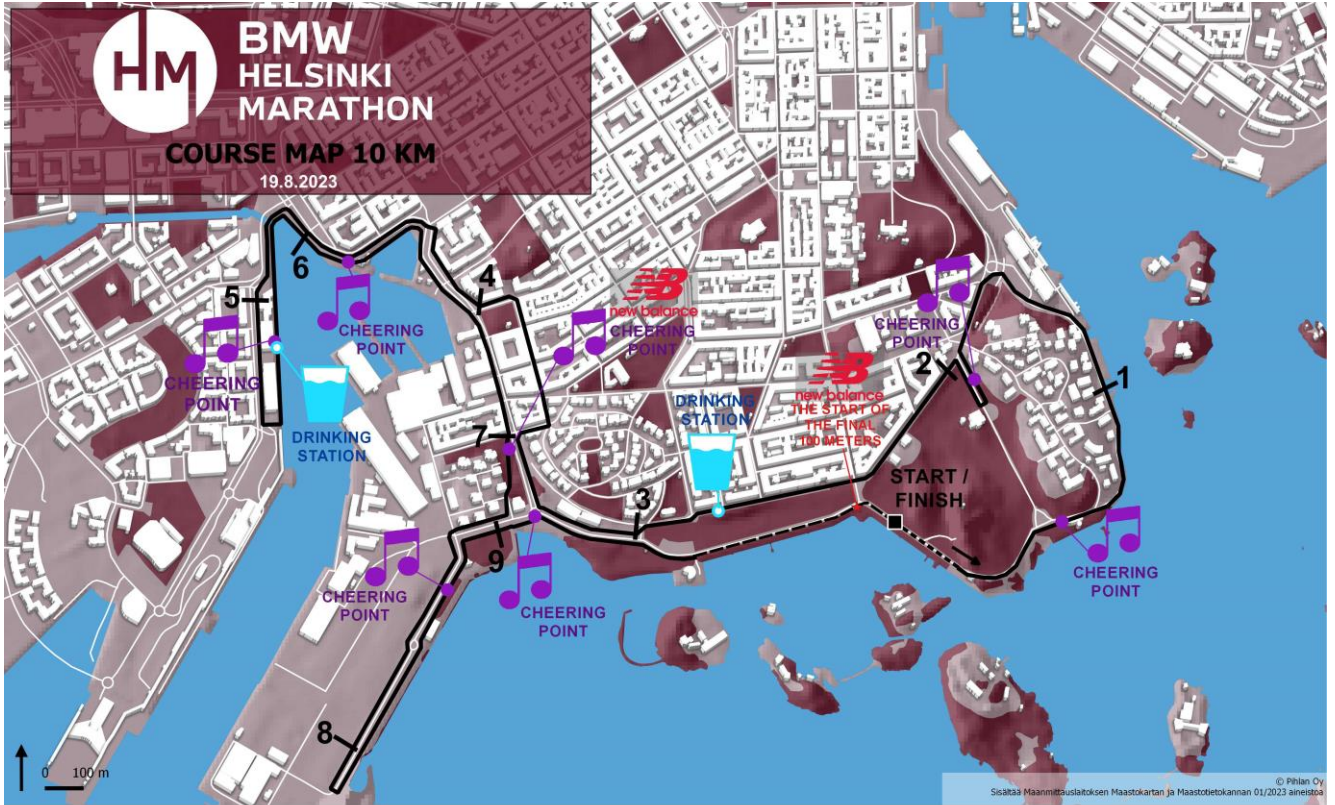 HM
BMW
HELSINKI
MARATHON
COURSE MAP 10 KM
19.8.2023
6
4
5
CHEERING
POINT
new balance
CHEERING
POINT
CHEERING
POINT
2
1
CHEERING
POINT
new balance
THE START OF
THE FINAL
100 METERS
DRINKING
STATION
DRINKING
STATION
7
START /
FINISH
3
9
CHEERING
POINT
CHEERING
POINT
CHEERING
POINT
8
0 100 m
© Pihlan Oy
Sisältää Maanmittauslaitoksen Maastokartan ja Maastotietokannan 01/2023 aineistoa